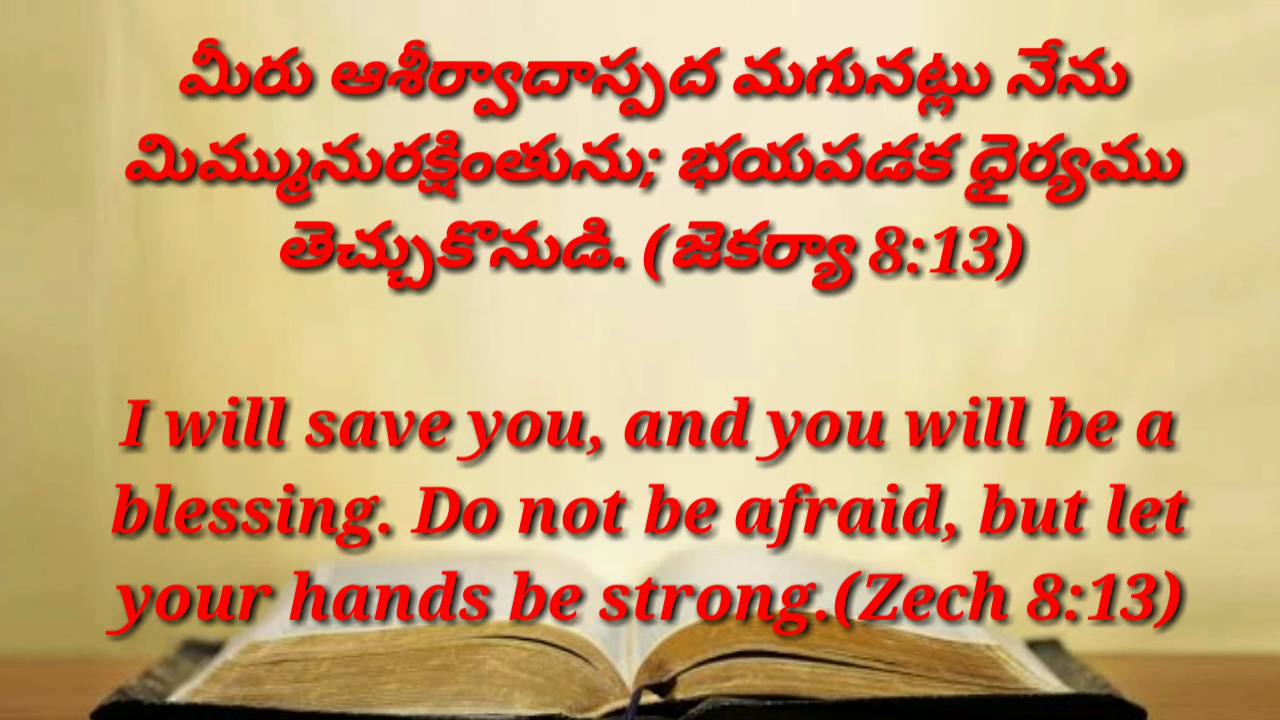 మీరు ఆశీర్వాదాస్పద మగునట్లు నేను
మిమ్మునురక్షింతును; భయపడక ధైర్యము
తెచ్చుకొనుడి. (జెకర్యా 8:13)
I will save you, and you will be a
blessing. Do not be afraid, but let
your hands be strong.(Zech 8:13)